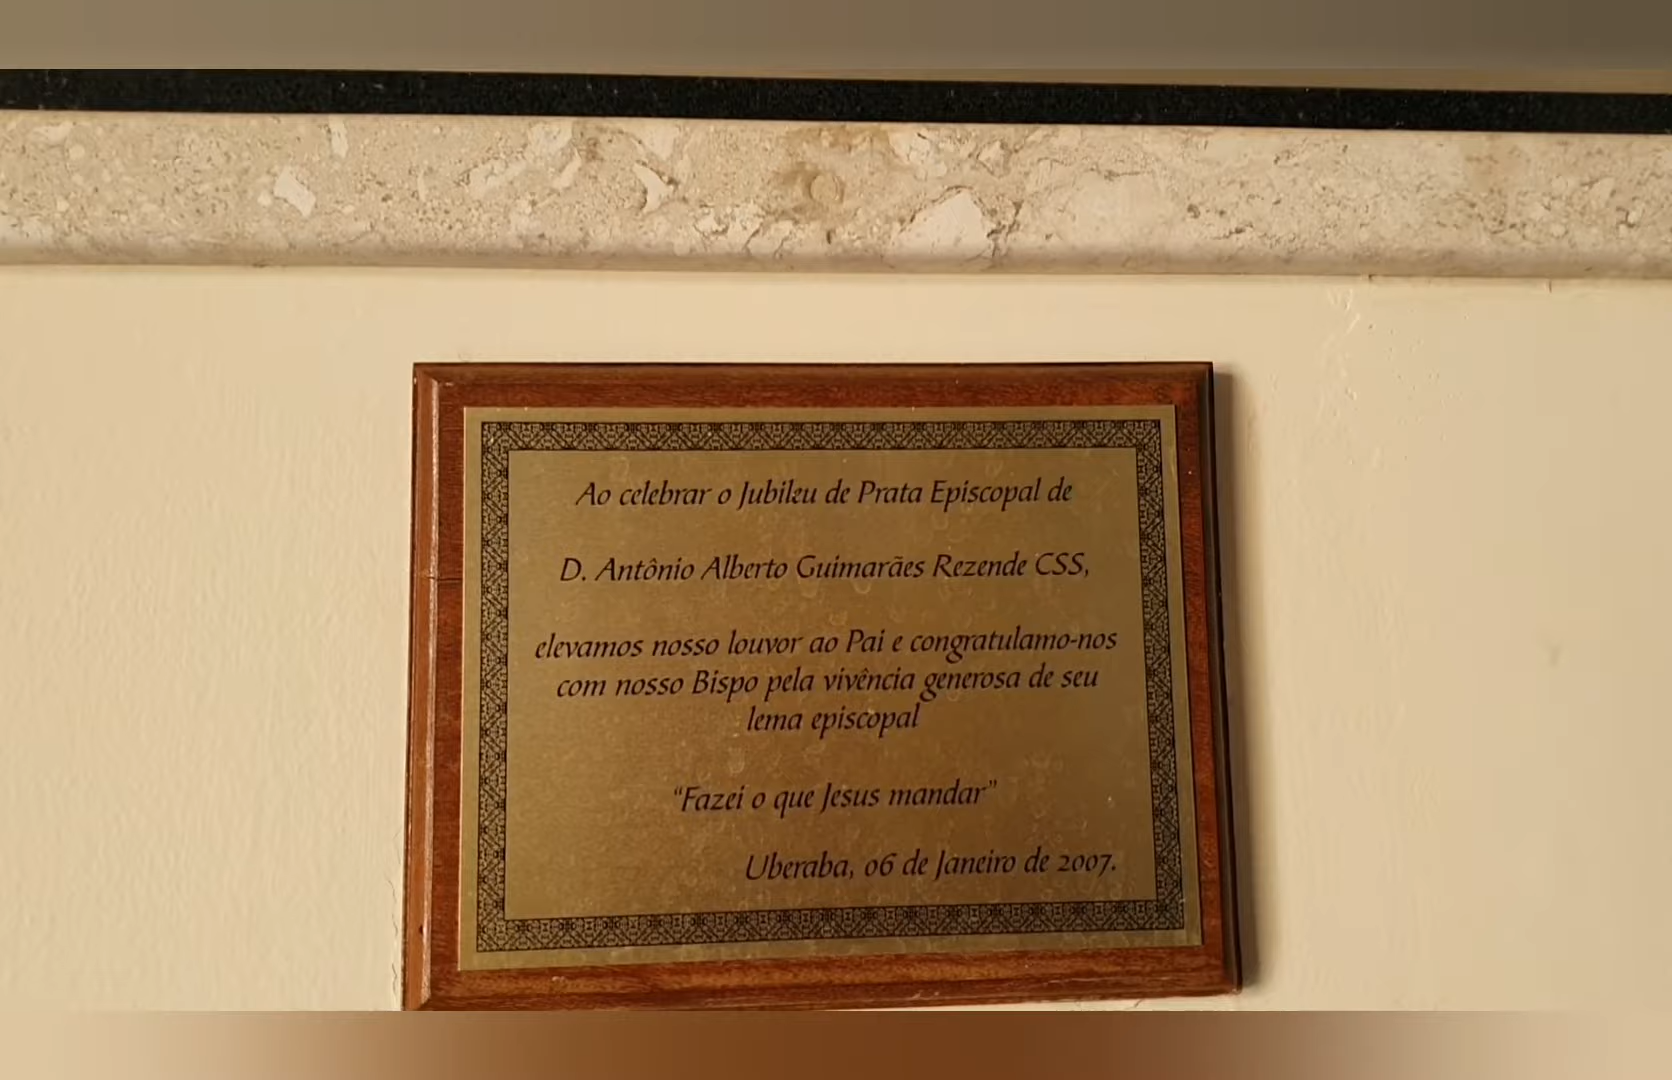 Ao celebrar o Jubileu de Prata Episcopal de
D. Antônio Alberto Guimarães Rezende CSS,
elevamos nosso louvor ao Pai e congratulamo-nos
com nosso Bispo pela vivência generosa de seu
lema episcopal
“Fazei o que Jesus mandar”
Uberaba, 06 de Janeiro de 2007.